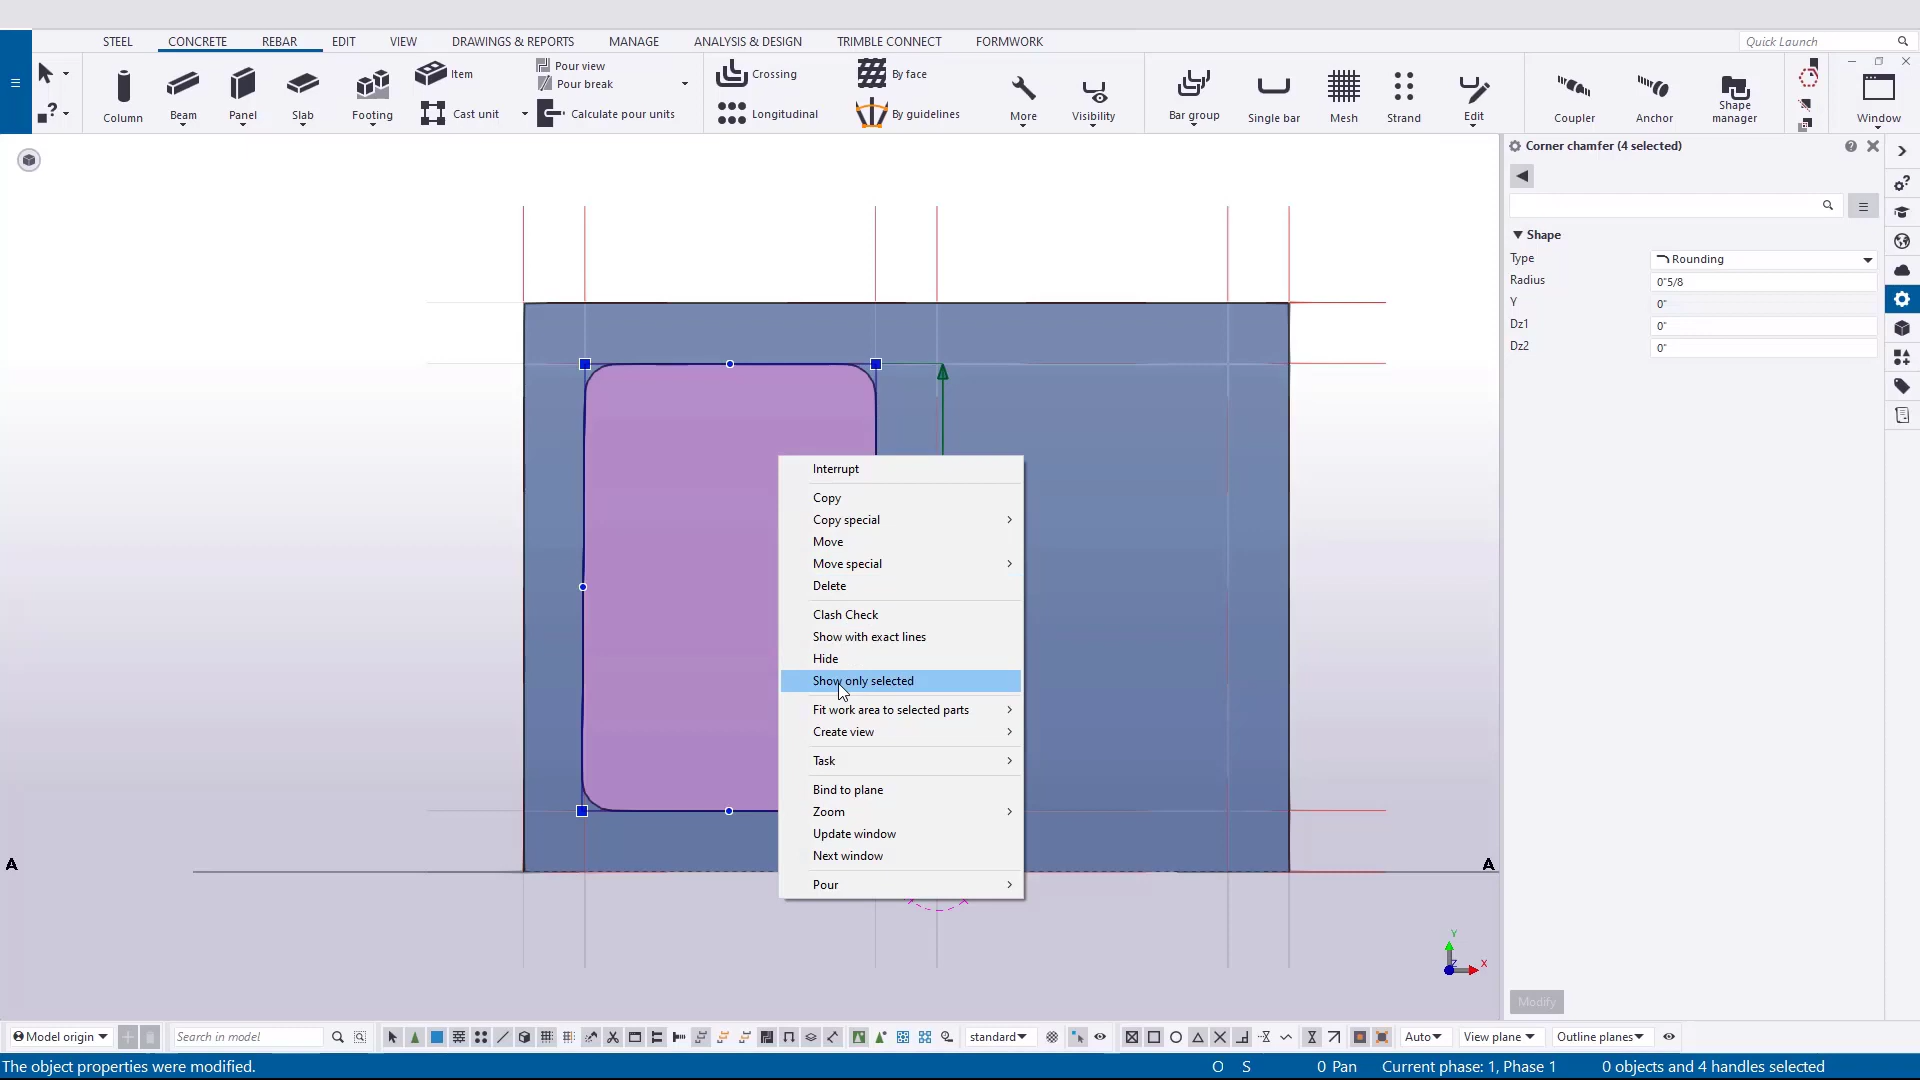 STEEL CONCRETE REBAR EDIT VIEW DRAWINGS & REPORTS MANAGE ANALYSIS & DESIGN TRIMBLE CONNECT FORMWORK Quick Launch
Column Beam Panel Slab Footing
Item
Cast unit
Pour view
Pour break
Calculate pour units
Crossing
Longitudinal
By face
By guidelines
More Visibility
Bar group Single bar Mesh Strand Edit
Coupler Anchor
Shape
manager
Window
Corner chamfer (4 selected)
Shape
Type Rounding
Radius 0"5/8
Y 0"
Dz1 0"
Dz2 0"
Modify
Interrupt
Copy
Copy special
Move
Move special
Delete
Clash Check
Show with exact lines
Hide
Show only selected
Fit work area to selected parts
Create view
Task
Bind to plane
Zoom
Update window
Next window
Pour
A
A
Y
Z
X
Model origin Search in model standard Auto View plane Outline planes
The object properties were modified. O S 0 Pan Current phase: 1, Phase 1 0 objects and 4 handles selected